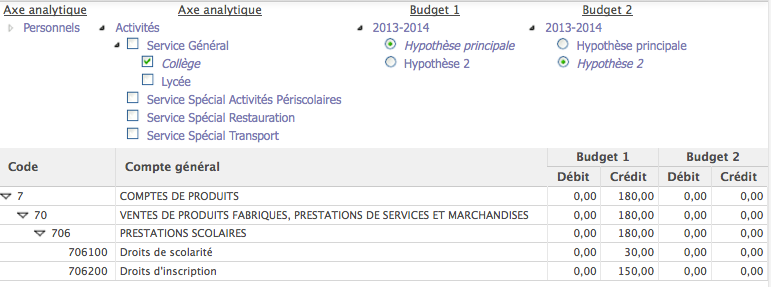 Axe analytique Axe analytique Budget 1 Budget 2
Personnels Activités 2013-2014 2013-2014
Service Général Hypothèse principale Hypothèse principale
Collège Hypothèse 2 Hypothèse 2
Lycée
Service Spécial Activités Périscolaires
Service Spécial Restauration
Service Spécial Transport
Code Compte général Budget 1 Budget 2
Débit Crédit Débit Crédit
7 COMPTES DE PRODUITS 0,00 180,00 0,00 0,00
70 VENTES DE PRODUITS FABRIQUES, PRESTATIONS DE SERVICES ET MARCHANDISES 0,00 180,00 0,00 0,00
706 PRESTATIONS SCOLAIRES 0,00 180,00 0,00 0,00
706100 Droits de scolarité 0,00 30,00 0,00 0,00
706200 Droits d'inscription 0,00 150,00 0,00 0,00